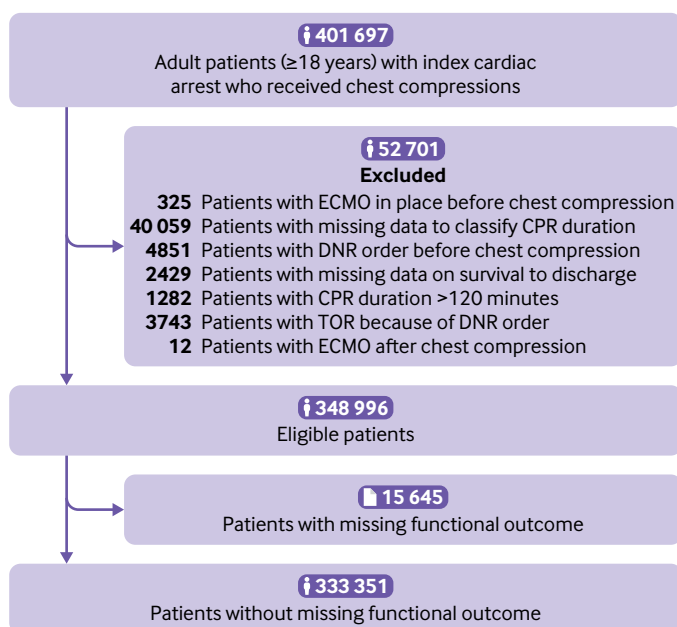 401 697
Adult patients (≥18 years) with index cardiac
arrest who received chest compressions
52 701
Excluded
325 Patients with ECMO in place before chest compression
40 059 Patients with missing data to classify CPR duration
4851 Patients with DNR order before chest compression
2429 Patients with missing data on survival to discharge
1282 Patients with CPR duration >120 minutes
3743 Patients with TOR because of DNR order
12 Patients with ECMO after chest compression
348 996
Eligible patients
15 645
Patients with missing functional outcome
333 351
Patients without missing functional outcome